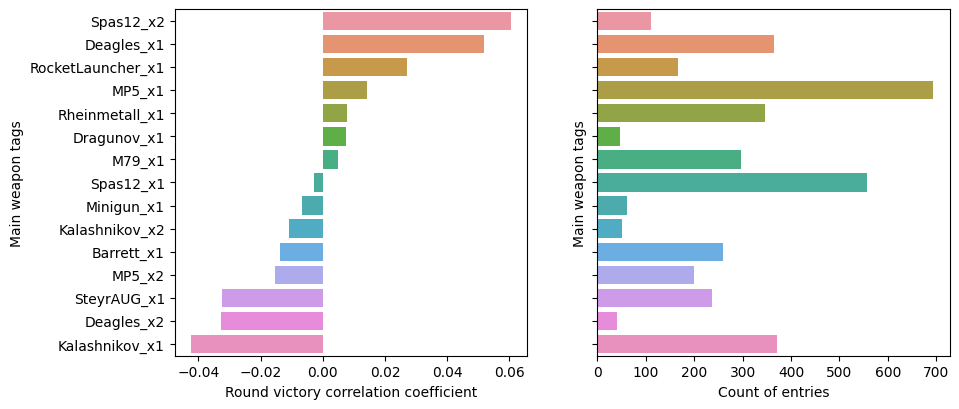 Main weapon tags
Spas12_x2
Deagles_x1
RocketLauncher_x1
MP5_x1
Rheinmetall_x1
Dragunov_x1
M79_x1
Spas12_x1
Minigun_x1
Kalashnikov_x2
Barrett_x1
MP5_x2
SteyrAUG_x1
Deagles_x2
Kalashnikov_x1
−0.04 −0.02 0.00 0.02 0.04 0.06
Round victory correlation coefficient
Main weapon tags
0 100 200 300 400 500 600 700
Count of entries